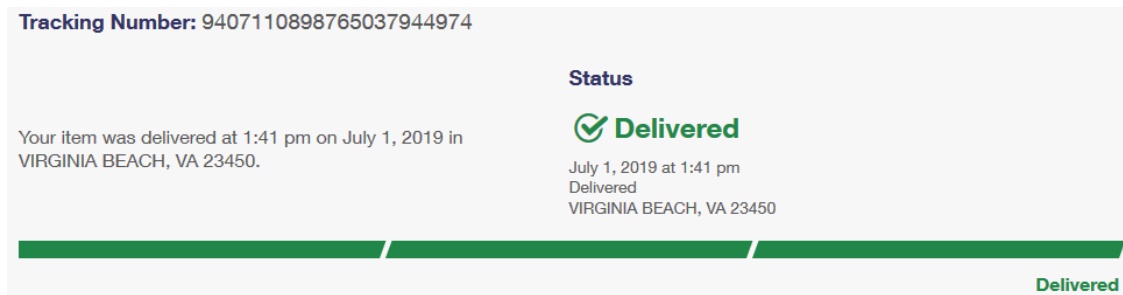 Tracking Number: 9407110898765037944974
Status
Delivered
Your item was delivered at 1:41 pm on July 1, 2019 in
VIRGINIA BEACH, VA 23450.
July 1, 2019 at 1:41 pm
Delivered
VIRGINIA BEACH, VA 23450
Delivered